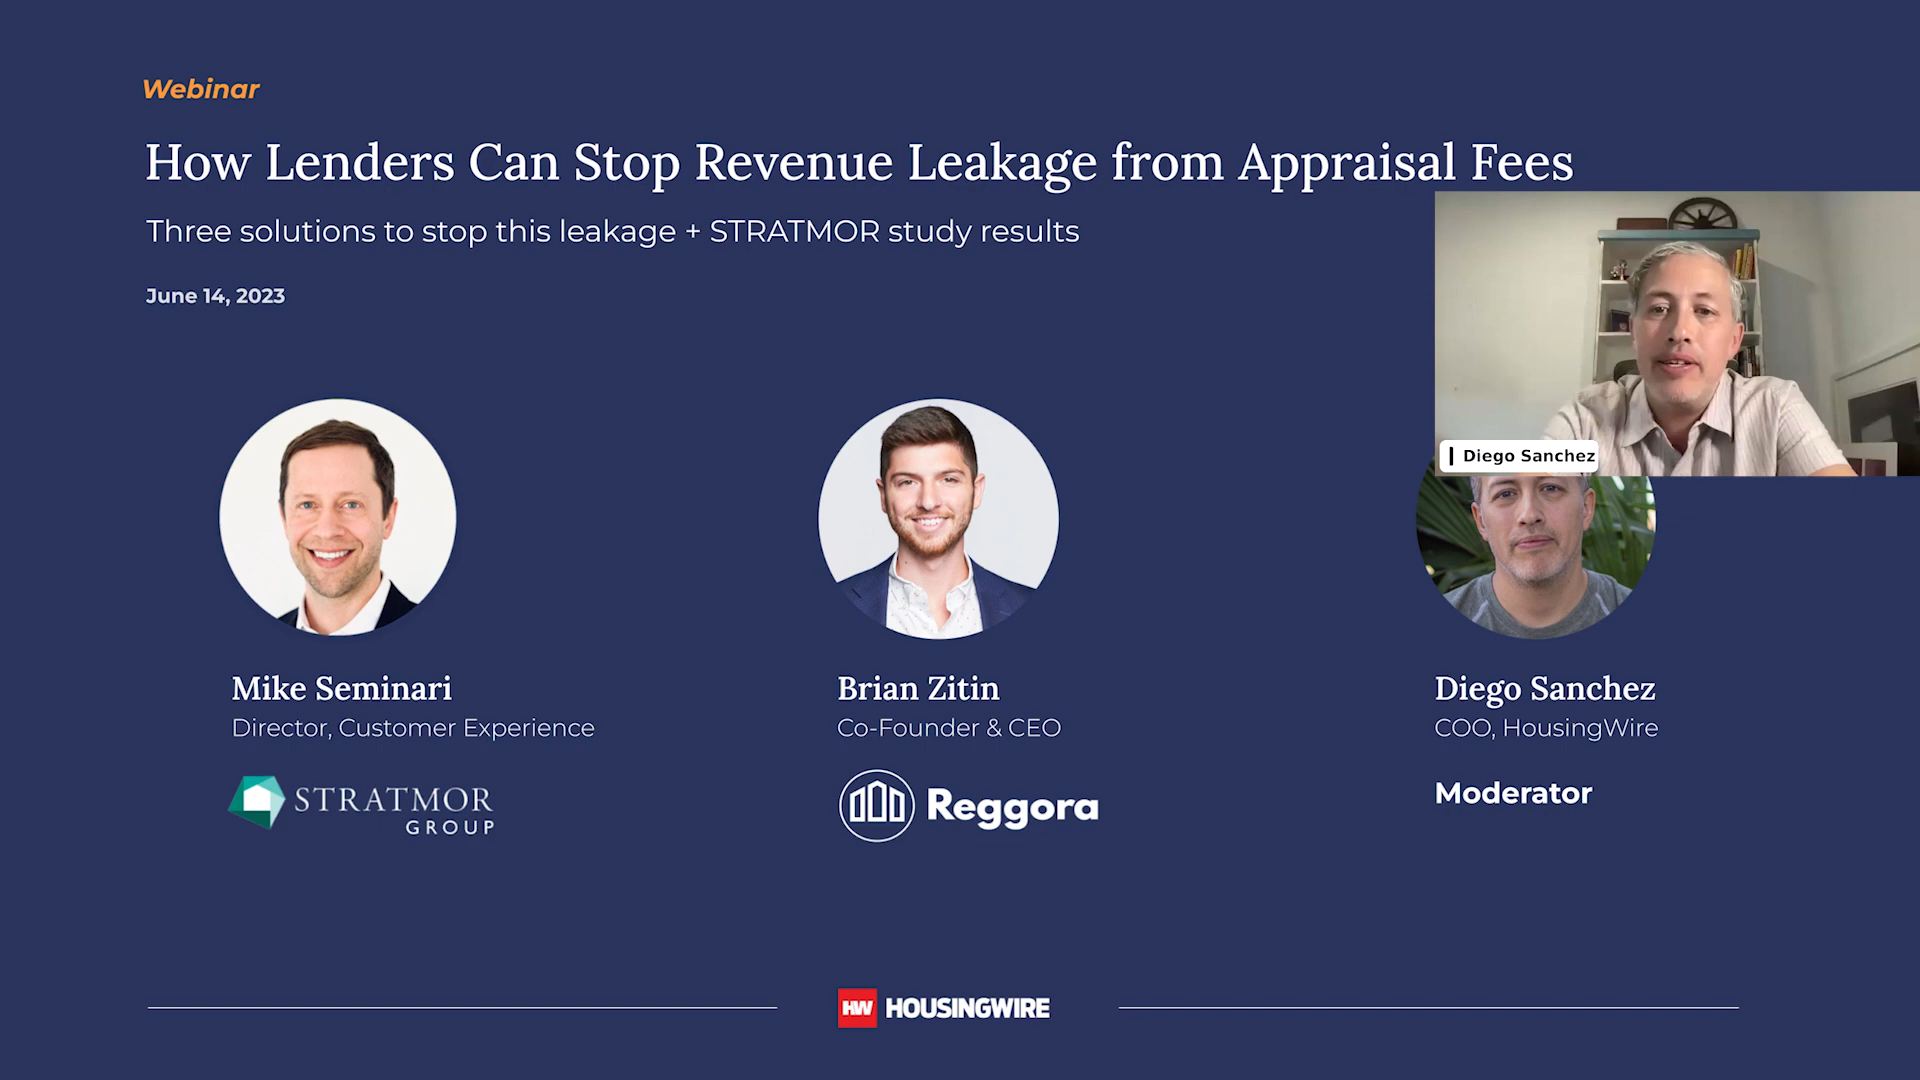 Webinar
How Lenders Can Stop Revenue Leakage from Appraisal Fees
Three solutions to stop this leakage + STRATMOR study results
June 14, 2023
Diego Sanchez
Mike Seminari
Director, Customer Experience
STRATMOR
GROUP
Brian Zitin
Co-Founder & CEO
Reggora
Diego Sanchez
COO, HousingWire
Moderator
HW HOUSINGWIRE